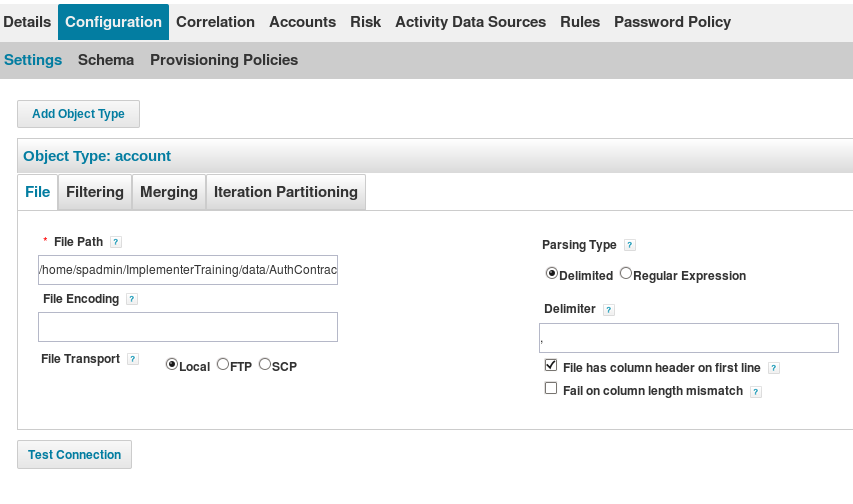 Details Configuration Correlation Accounts Risk Activity Data Sources Rules Password Policy
Settings Schema Provisioning Policies
Add Object Type
Object Type: account
File Filtering Merging Iteration Partitioning
* File Path ?
/home/spadmin/ImplementerTraining/data/AuthContrac
File Encoding ?
File Transport ? Local FTP SCP
Parsing Type ?
Delimited Regular Expression
Delimiter ?
,
File has column header on first line ?
Fail on column length mismatch ?
Test Connection